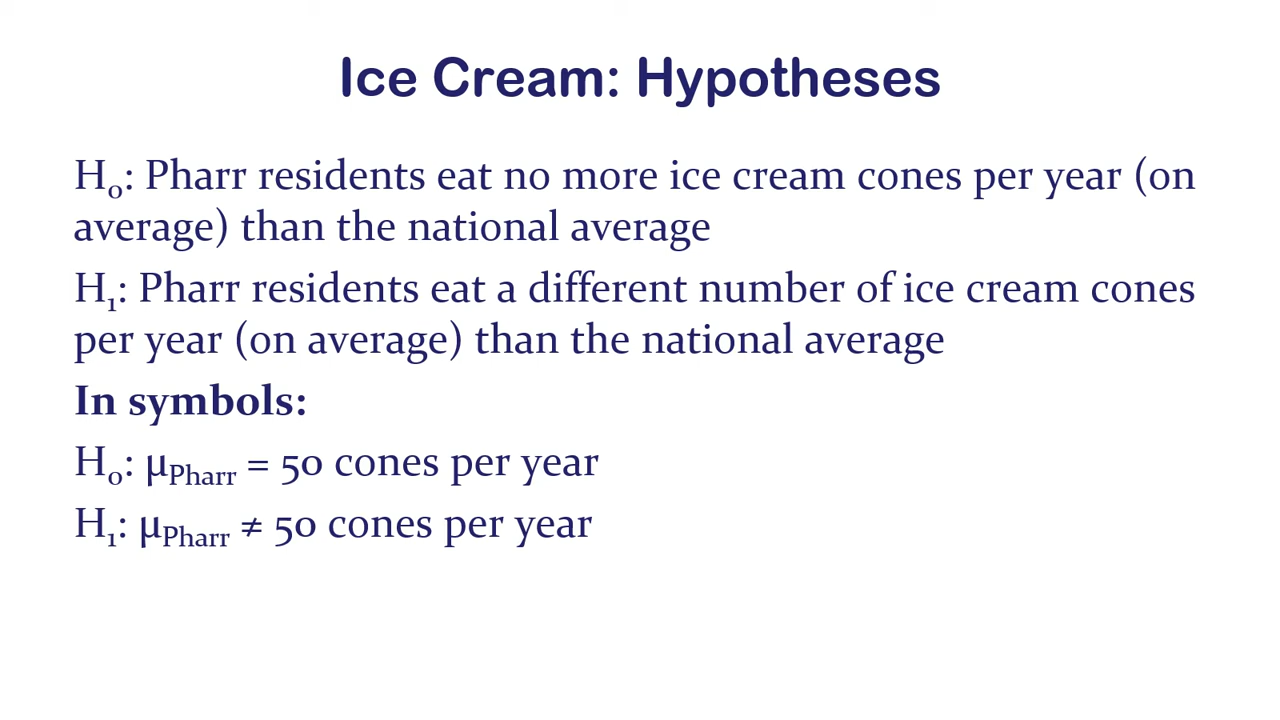 Ice Cream: Hypotheses
H₀: Pharr residents eat no more ice cream cones per year (on
average) than the national average
H₁: Pharr residents eat a different number of ice cream cones
per year (on average) than the national average
In symbols:
H₀: μPharr = 50 cones per year
H₁: μPharr ≠ 50 cones per year